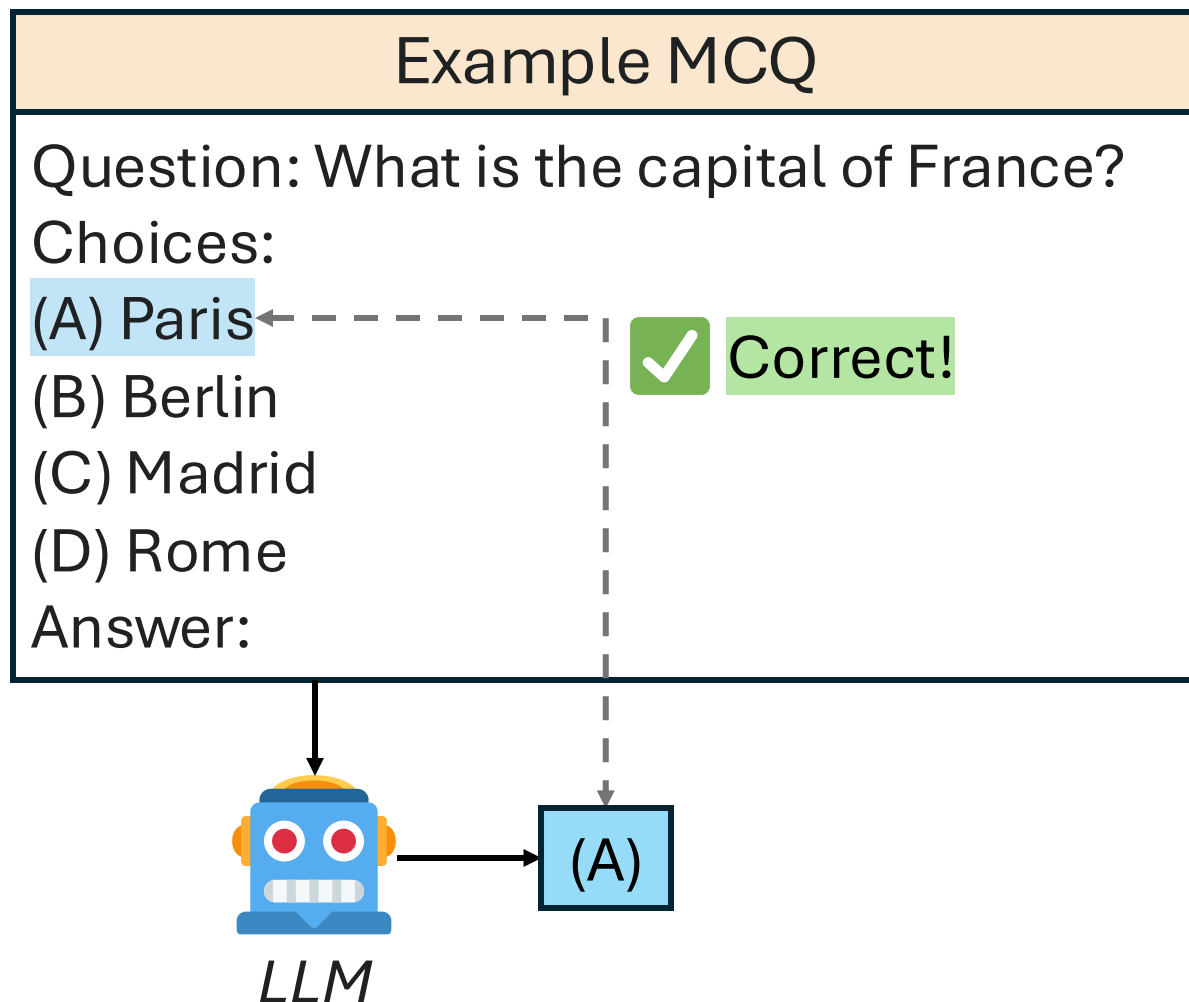 Example MCQ
Question: What is the capital of France?
Choices:
(A) Paris
(B) Berlin
(C) Madrid
(D) Rome
Answer:
Correct!
(A)
LLM